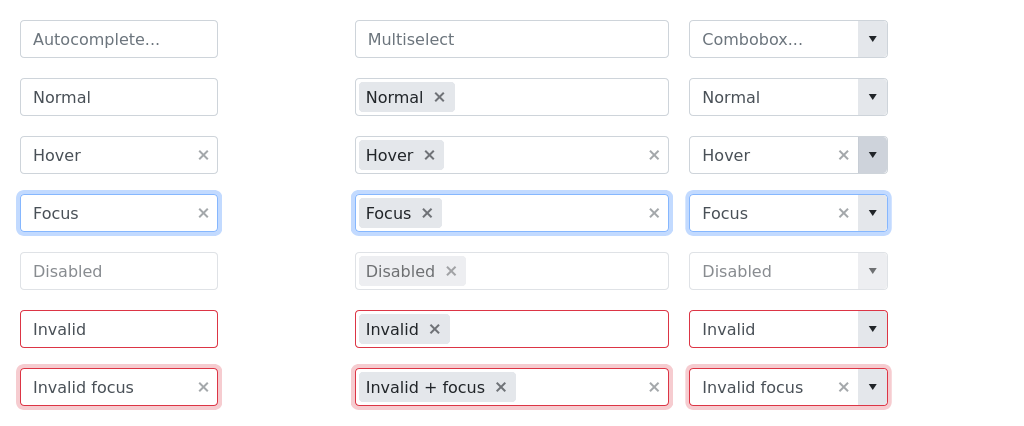 Autocomplete... Multiselect Combobox...
Normal Normal Normal
Hover Hover Hover
Focus Focus Focus
Disabled Disabled Disabled
Invalid Invalid Invalid
Invalid focus Invalid + focus Invalid focus